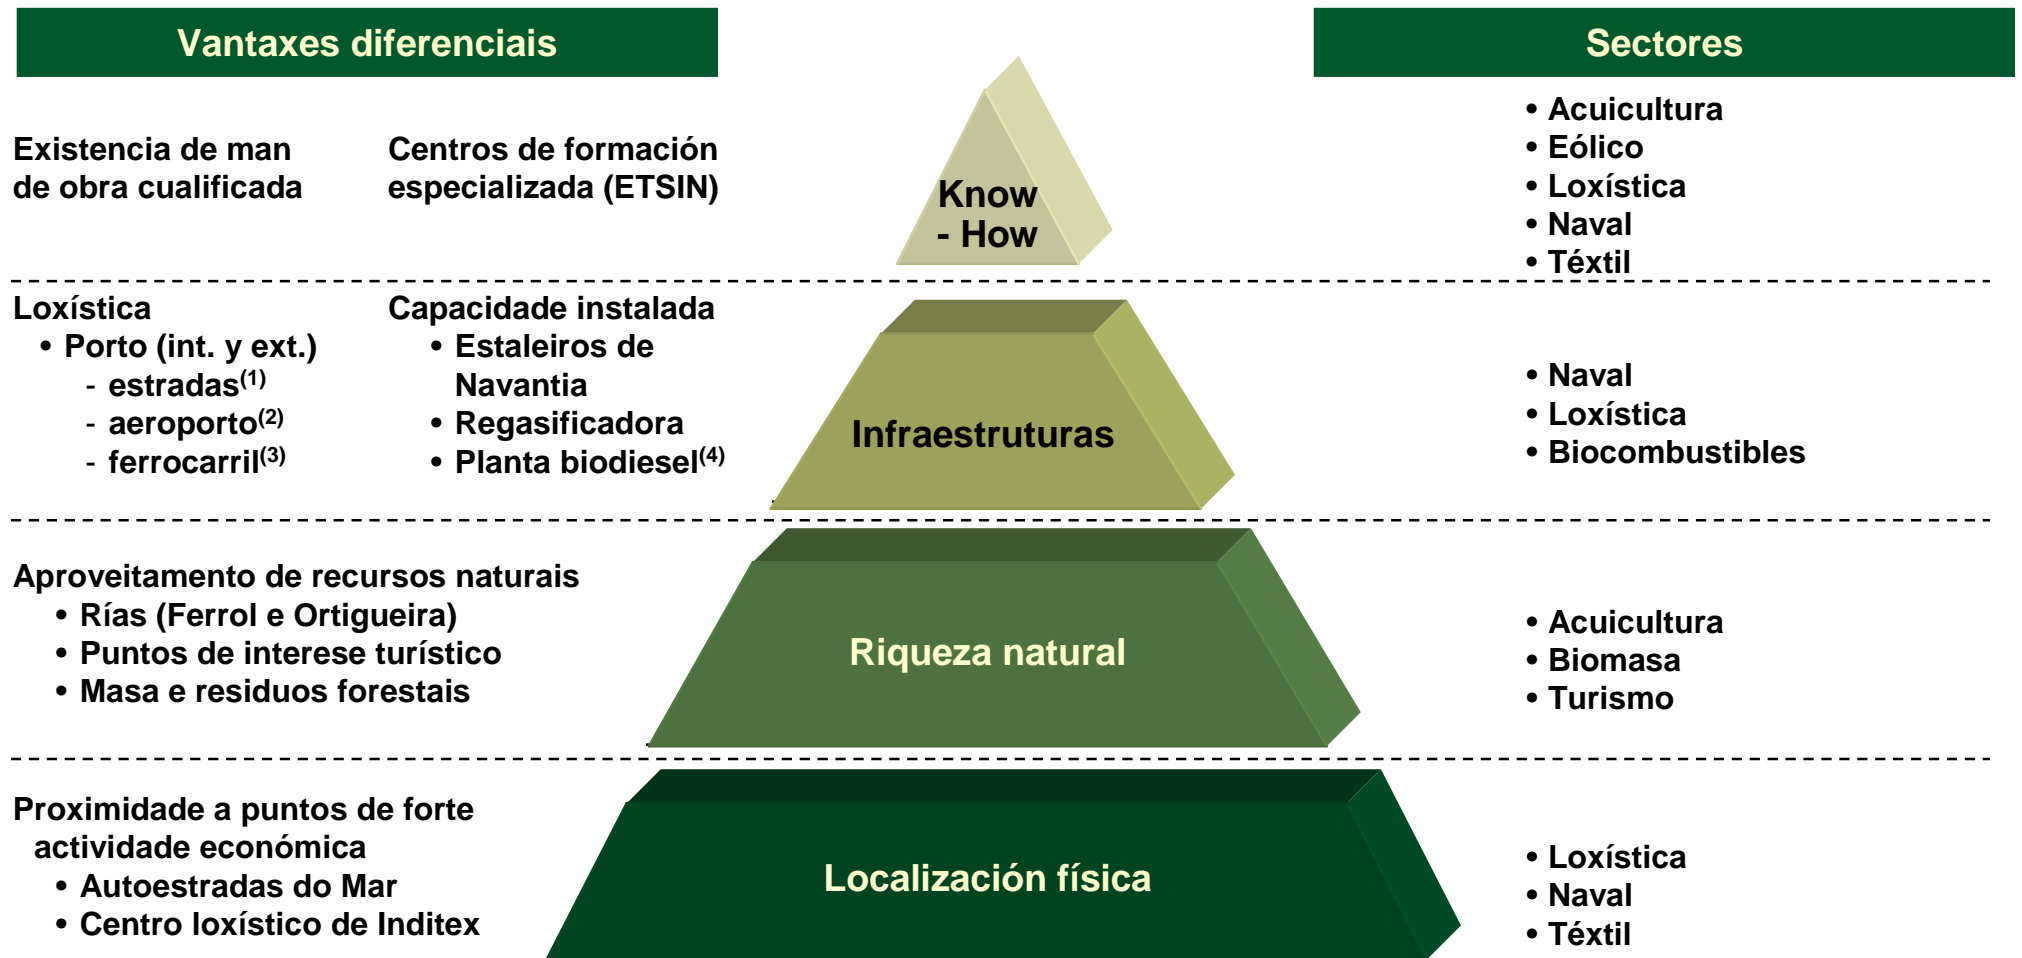 Vantaxes diferenciais
Sectores
Existencia de man
de obra cualificada
Centros de formación
especializada (ETSIN)
Know
- How
• Acuicultura
• Eólico
• Loxística
• Naval
• Téxtil
Loxística
• Porto (int. y ext.)
- estradas(1)
- aeroporto(2)
- ferrocarril(3)
Capacidade instalada
• Estaleiros de
Navantia
• Regasificadora
• Planta biodiesel(4)
Infraestruturas
• Naval
• Loxística
• Biocombustibles
Aproveitamento de recursos naturais
• Rías (Ferrol e Ortigueira)
• Puntos de interese turístico
• Masa e residuos forestais
Riqueza natural
• Acuicultura
• Biomasa
• Turismo
Proximidade a puntos de forte
actividade económica
• Autoestradas do Mar
• Centro loxístico de Inditex
Localización física
• Loxística
• Naval
• Téxtil